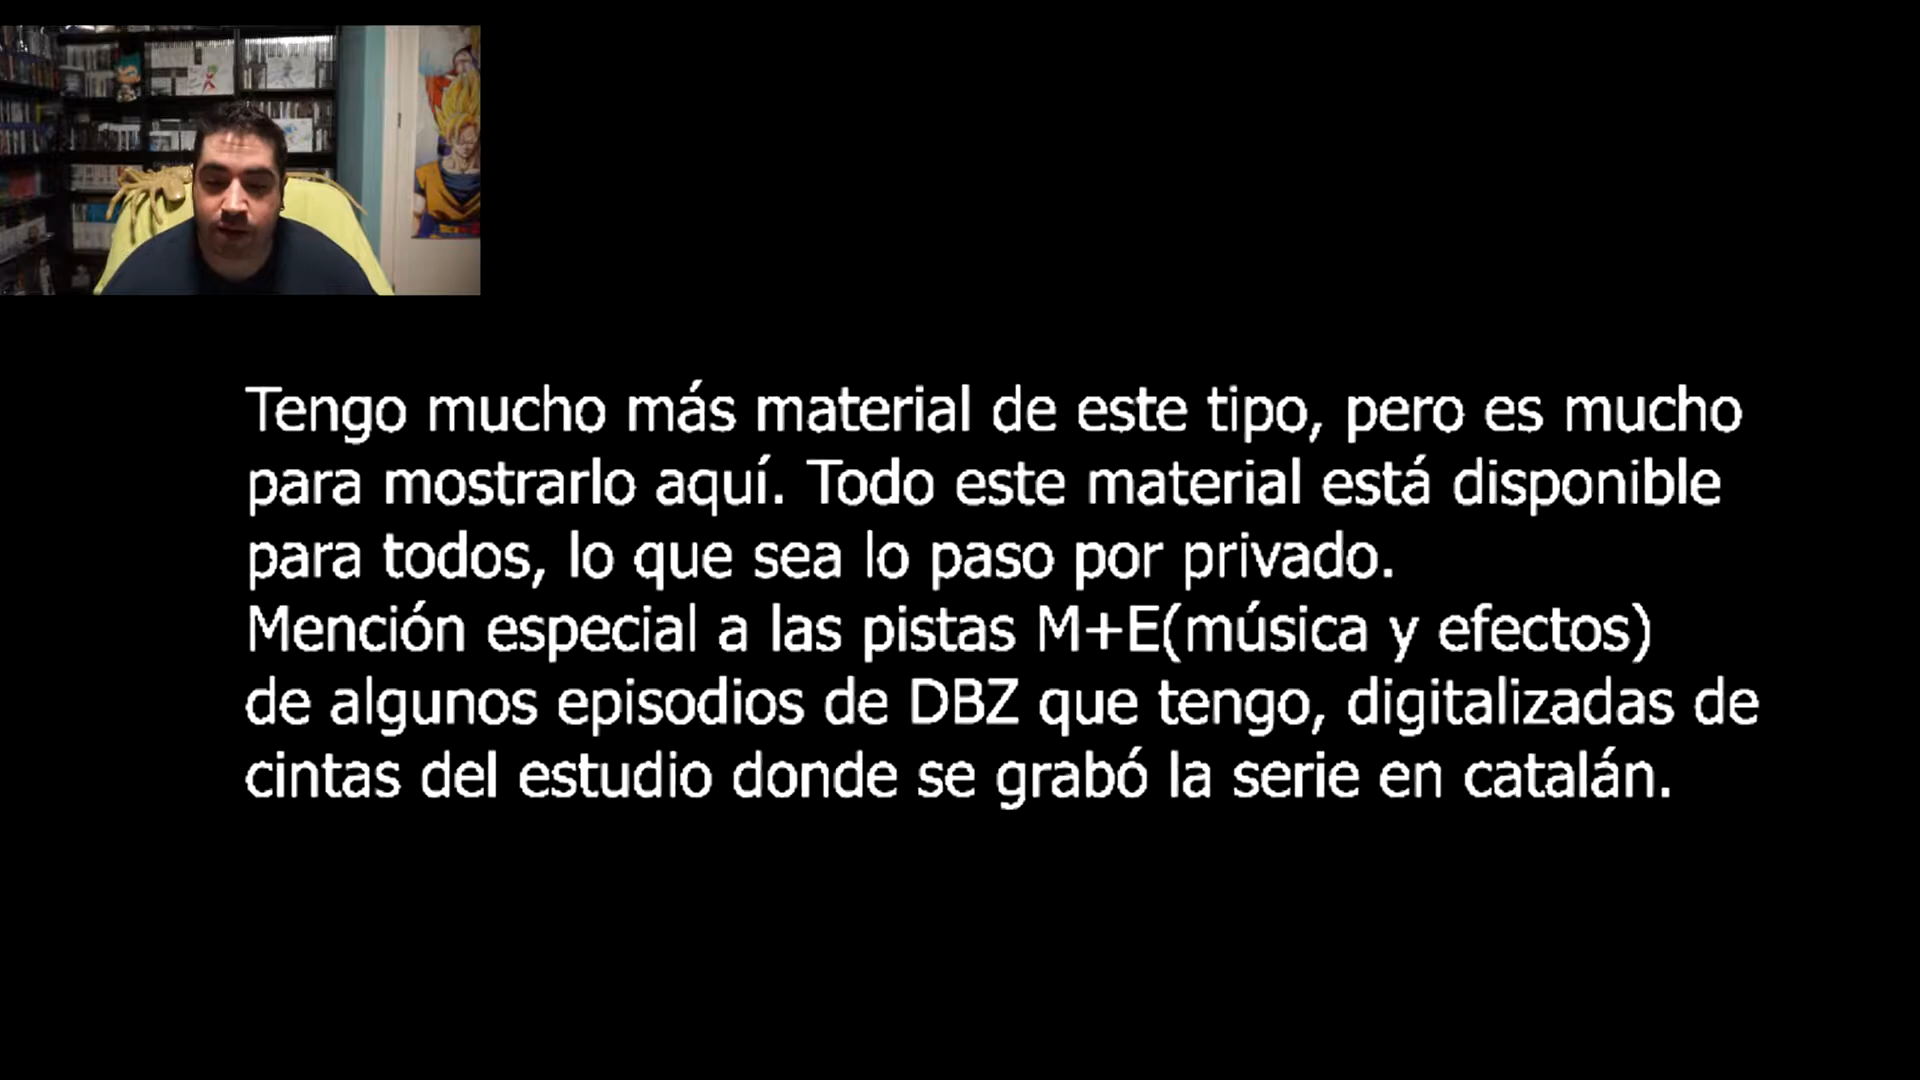 Tengo mucho más material de este tipo, pero es mucho
para mostrarlo aquí. Todo este material está disponible
para todos, lo que sea lo paso por privado.
Mención especial a las pistas M+E(música y efectos)
de algunos episodios de DBZ que tengo, digitalizadas de
cintas del estudio donde se grabó la serie en catalán.